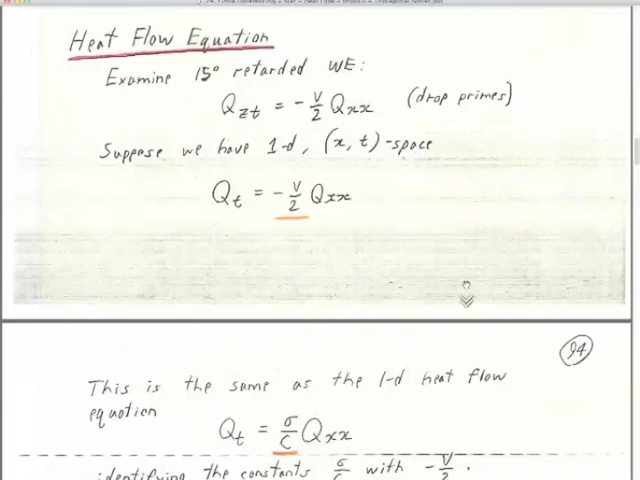 Heat Flow Equation
Examine 15° retarded WE:
Q_zt = - v/2 Q_xx (drop primes)
Suppose we have 1-d, (x, t)-space
Q_t = - v/2 Q_xx
94
This is the same as the 1-d heat flow
equation
Q_t = σ/C Q_xx
identifying the constants σ/C with - v/2 .